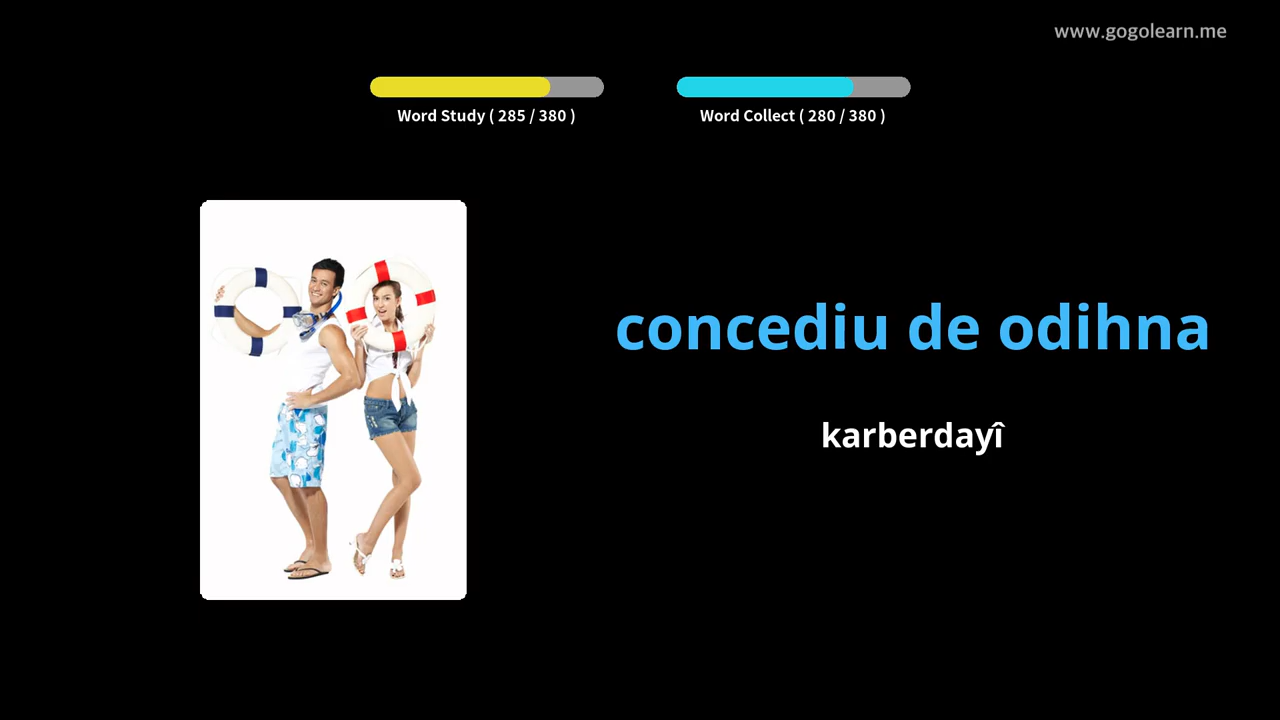 www.gogolearn.me
Word Study ( 285 / 380 )
Word Collect ( 280 / 380 )
concediu de odihna
karberdayî